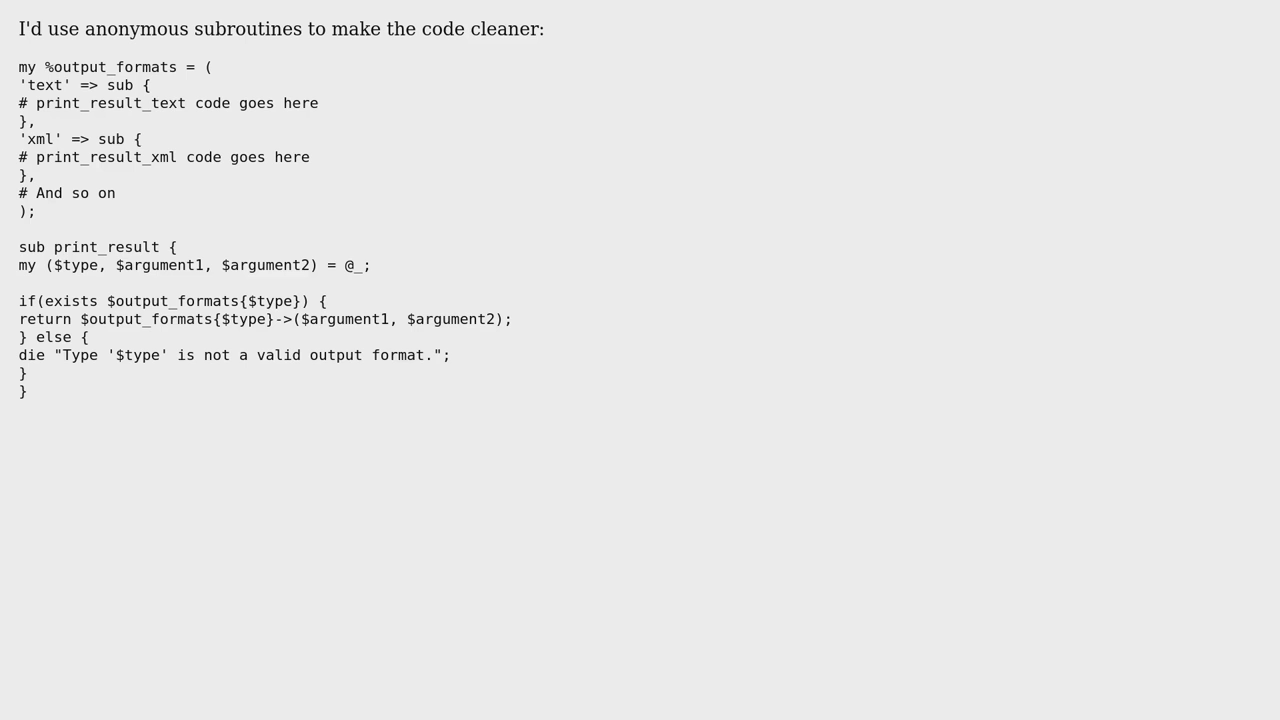 I'd use anonymous subroutines to make the code cleaner:
my %output_formats = (
'text' => sub {
# print_result_text code goes here
},
'xml' => sub {
# print_result_xml code goes here
},
# And so on
);
sub print_result {
my ($type, $argument1, $argument2) = @_;
if(exists $output_formats{$type}) {
return $output_formats{$type}->($argument1, $argument2);
} else {
die "Type '$type' is not a valid output format.";
}
}